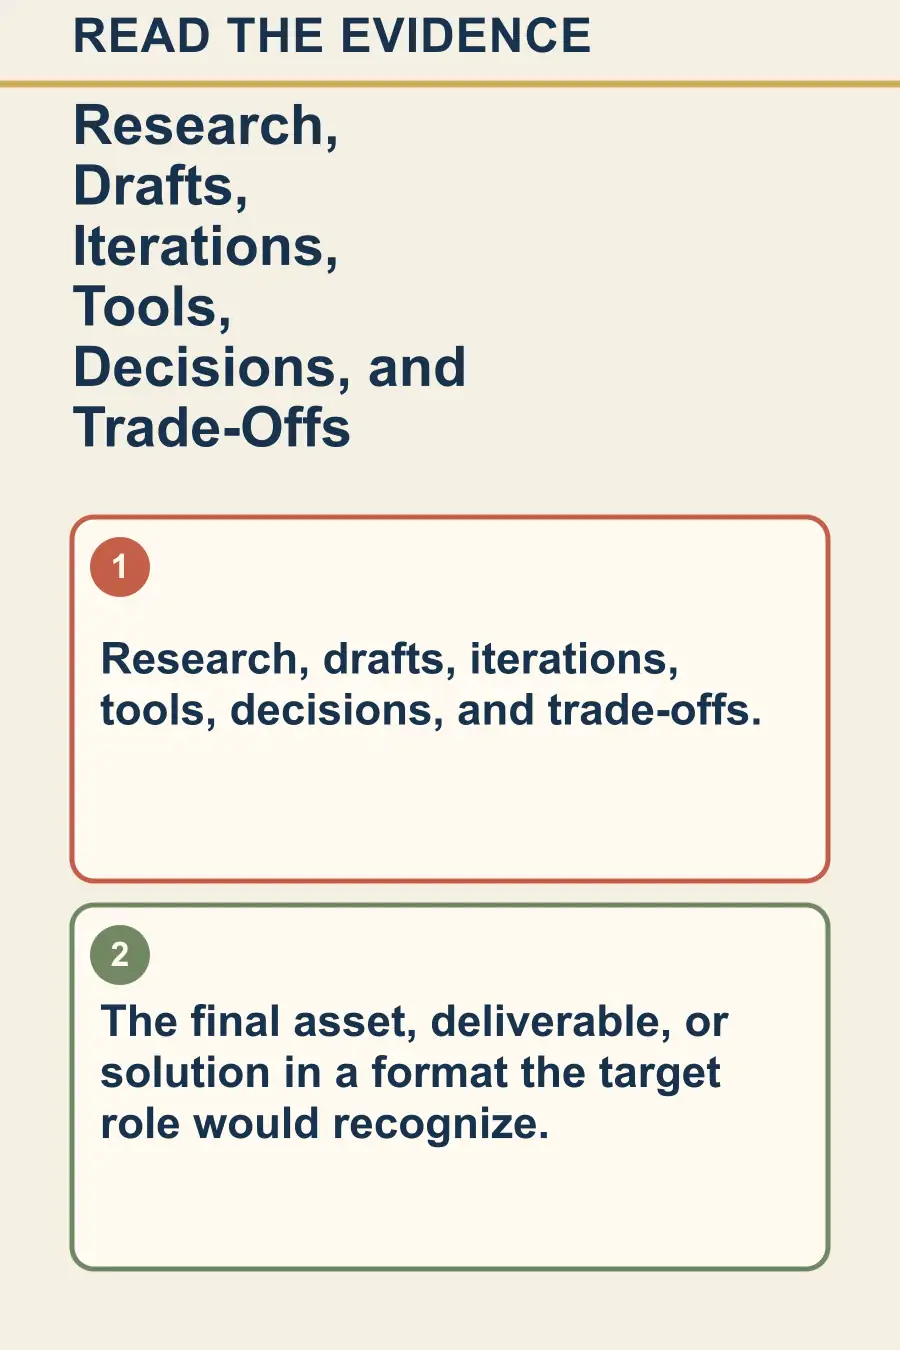 READ THE EVIDENCE
Research,
Drafts,
Iterations,
Tools,
Decisions, and
Trade-Offs
1
Research, drafts, iterations,
tools, decisions, and trade-offs.
2
The final asset, deliverable, or
solution in a format the target
role would recognize.